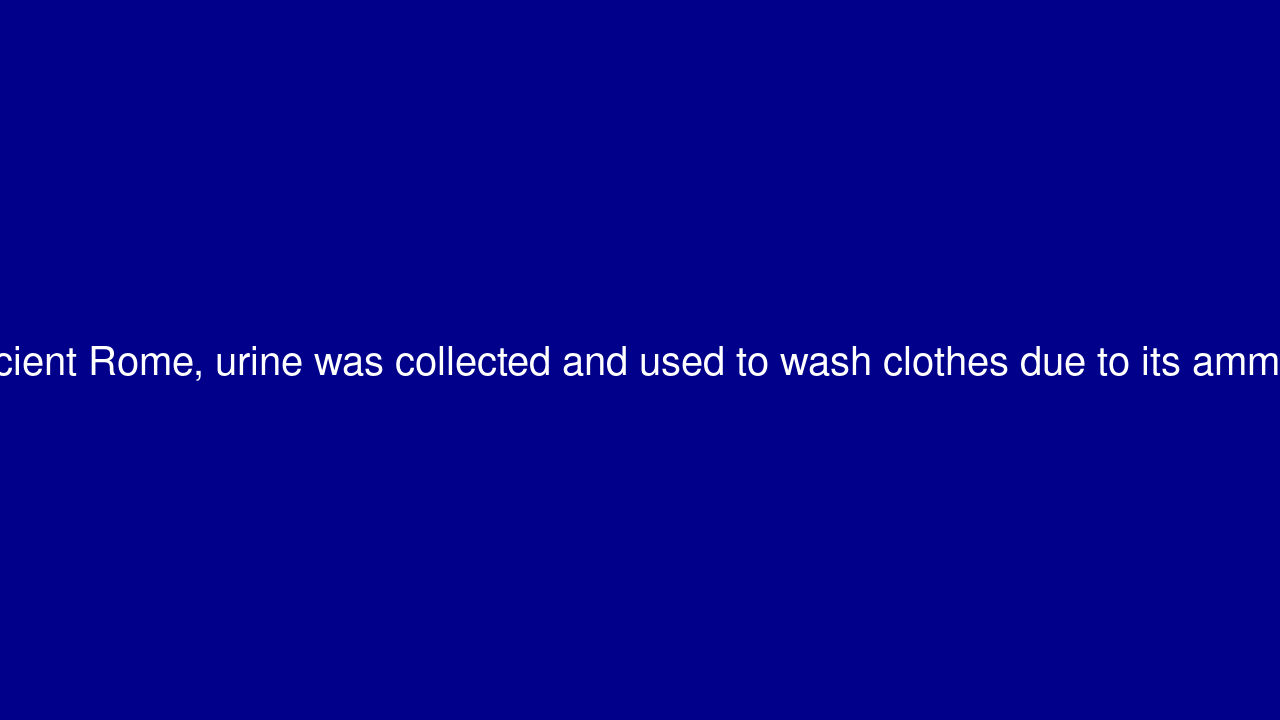 cient Rome, urine was collected and used to wash clothes due to its amm